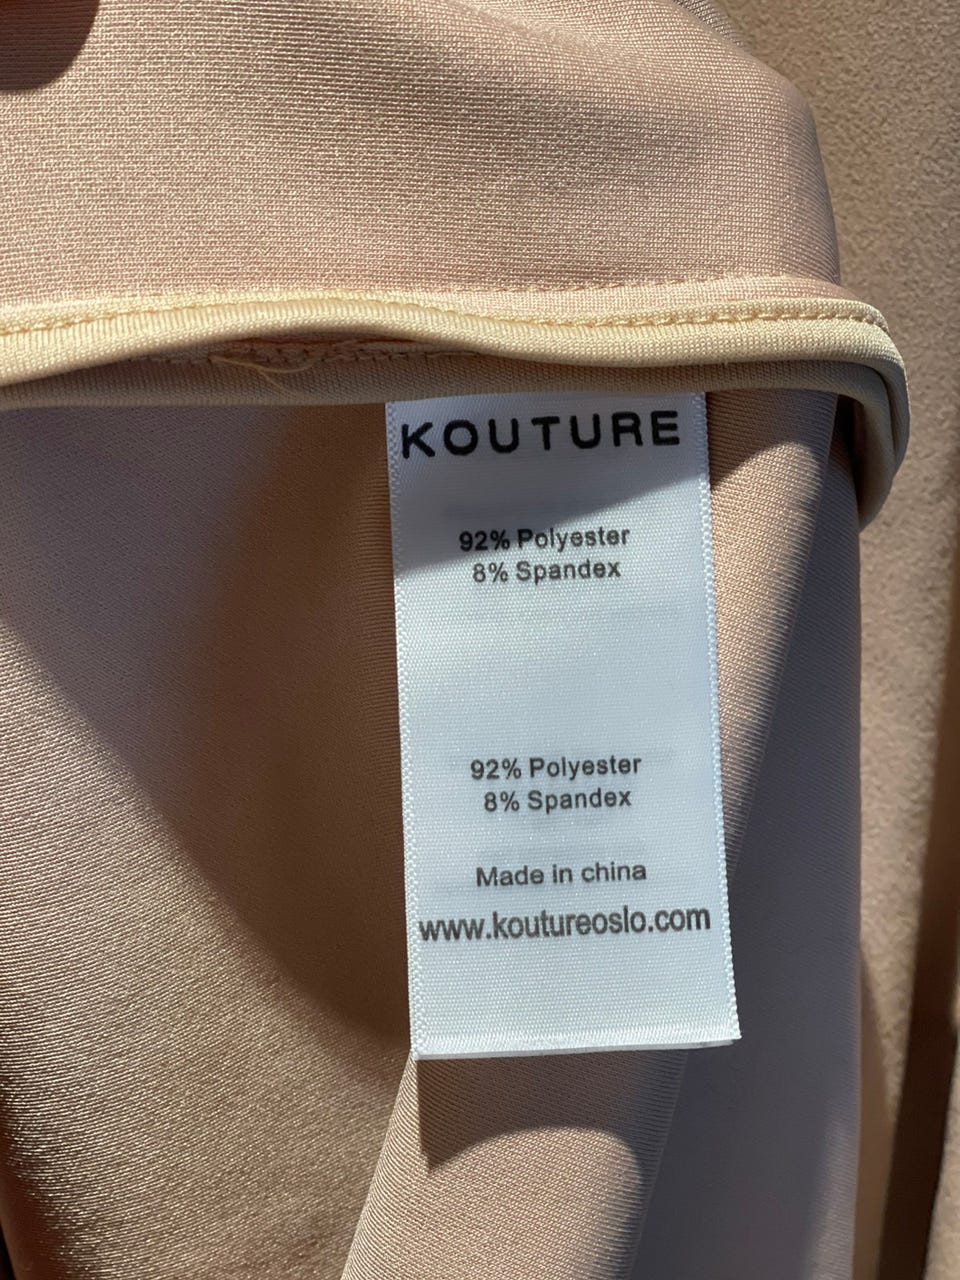 KOUTURE
92% Polyester
8% Spandex
92% Polyester
8% Spandex
Made in china
www.koutureoslo.com